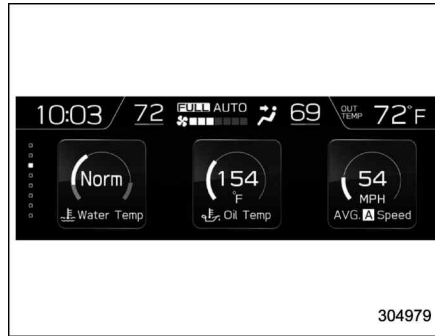 10:03 72 FULL AUTO 69 OUT TEMP 72°F
Norm
Water Temp
154
°F
Oil Temp
54
MPH
AVG. A Speed
304979